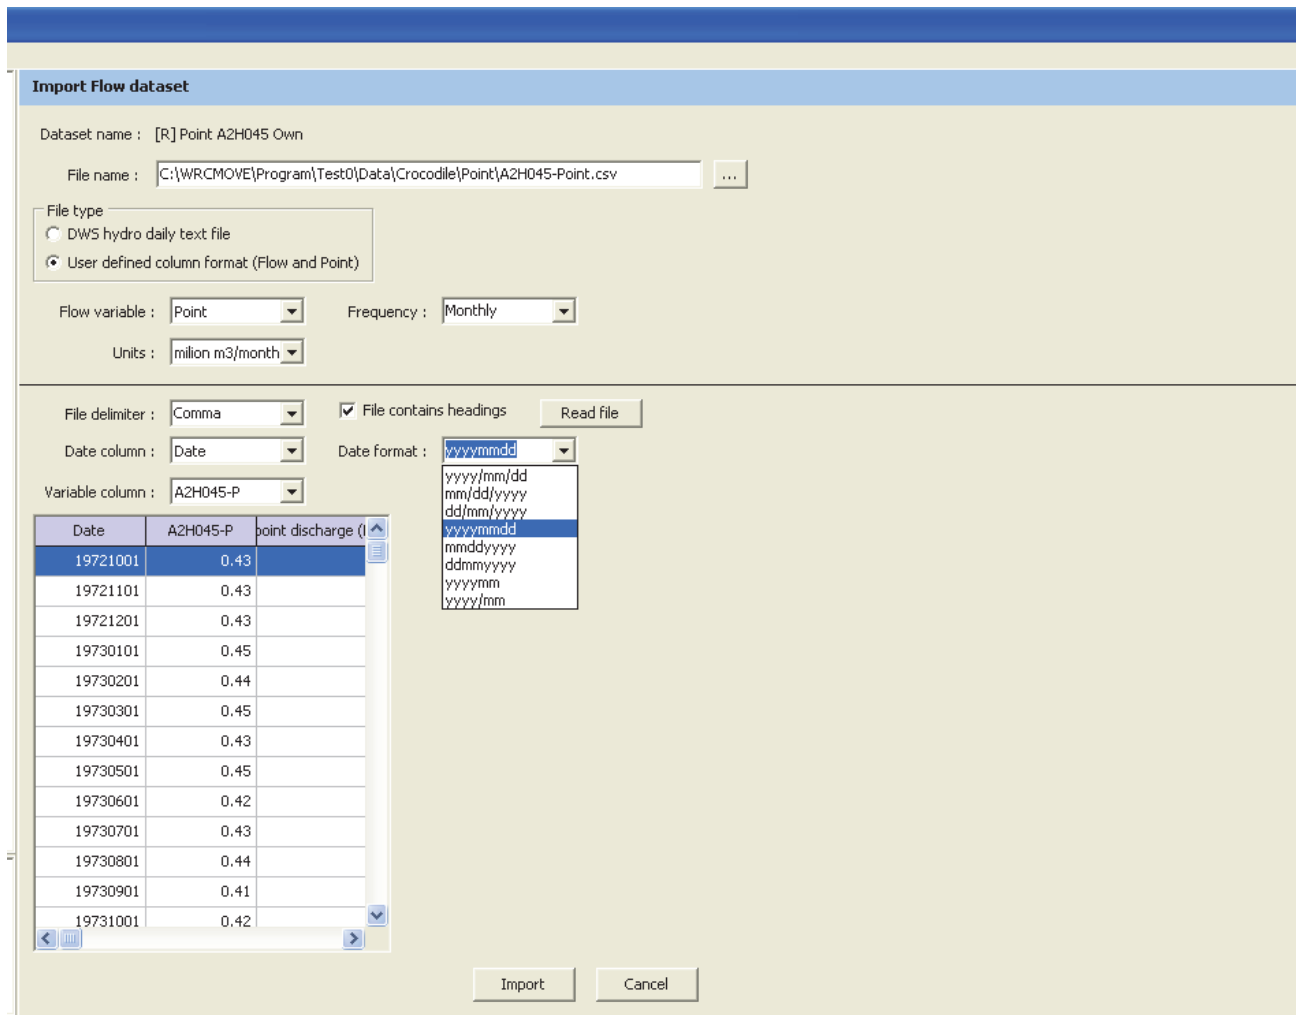 Import Flow dataset
Dataset name : [R] Point A2H045 Own
File name : C:\WRCMOVE\Program\Test0\Data\Crocodile\Point\A2H045-Point.csv ...
File type
DWS hydro daily text file
User defined column format (Flow and Point)
Flow variable : Point Frequency : Monthly
Units : milion m3/month
File delimiter : Comma File contains headings Read file
Date column : Date Date format : yyyymmdd
yyyy/mm/dd
mm/dd/yyyy
dd/mm/yyyy
yyyymmdd
mmddyyyy
ddmmyyyy
yyyymm
yyyy/mm
Variable column : A2H045-P
Date A2H045-P point discharge (
19721001 0.43
19721101 0.43
19721201 0.43
19730101 0.45
19730201 0.44
19730301 0.45
19730401 0.43
19730501 0.45
19730601 0.42
19730701 0.43
19730801 0.44
19730901 0.41
19731001 0.42
Import Cancel